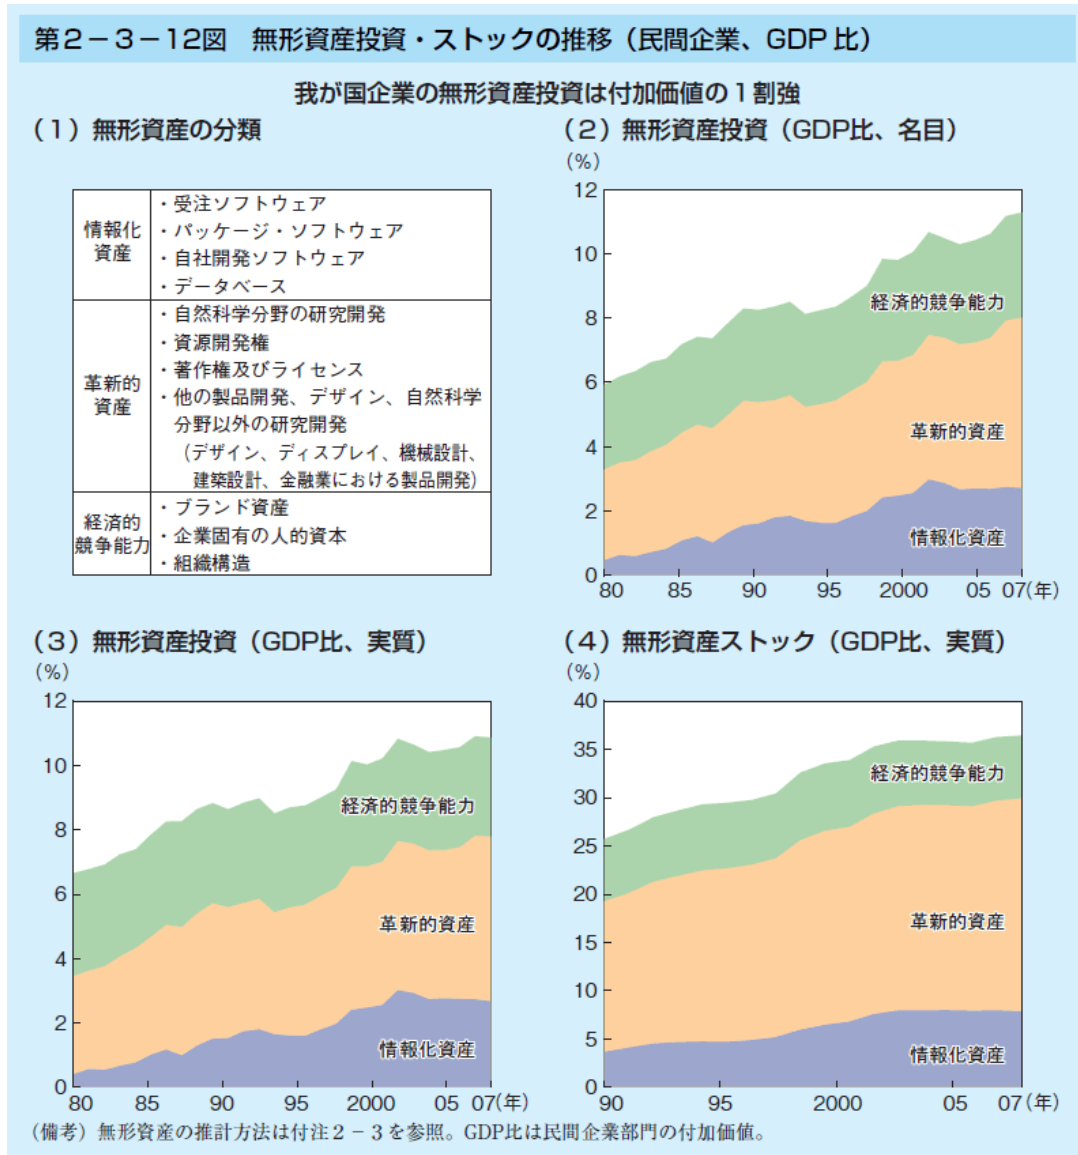 第2－3－12図　無形資産投資・ストックの推移（民間企業、GDP 比）
我が国企業の無形資産投資は付加価値の1割強
（1）無形資産の分類
情報化
資産
・受注ソフトウェア
・パッケージ・ソフトウェア
・自社開発ソフトウェア
・データベース
革新的
資産
・自然科学分野の研究開発
・資源開発権
・著作権及びライセンス
・他の製品開発、デザイン、自然科学
分野以外の研究開発
（デザイン、ディスプレイ、機械設計、
建築設計、金融業における製品開発）
経済的
競争能力
・ブランド資産
・企業固有の人的資本
・組織構造
（2）無形資産投資（GDP比、名目）
（%）
12
10
8
6
4
2
0
経済的競争能力
革新的資産
情報化資産
80 85 90 95 2000 05 07（年）
（3）無形資産投資（GDP比、実質）
（%）
12
10
8
6
4
2
0
経済的競争能力
革新的資産
情報化資産
80 85 90 95 2000 05 07（年）
（4）無形資産ストック（GDP比、実質）
（%）
40
35
30
25
20
15
10
5
0
経済的競争能力
革新的資産
情報化資産
90 95 2000 05 07（年）
（備考）無形資産の推計方法は付注2－3を参照。GDP比は民間企業部門の付加価値。